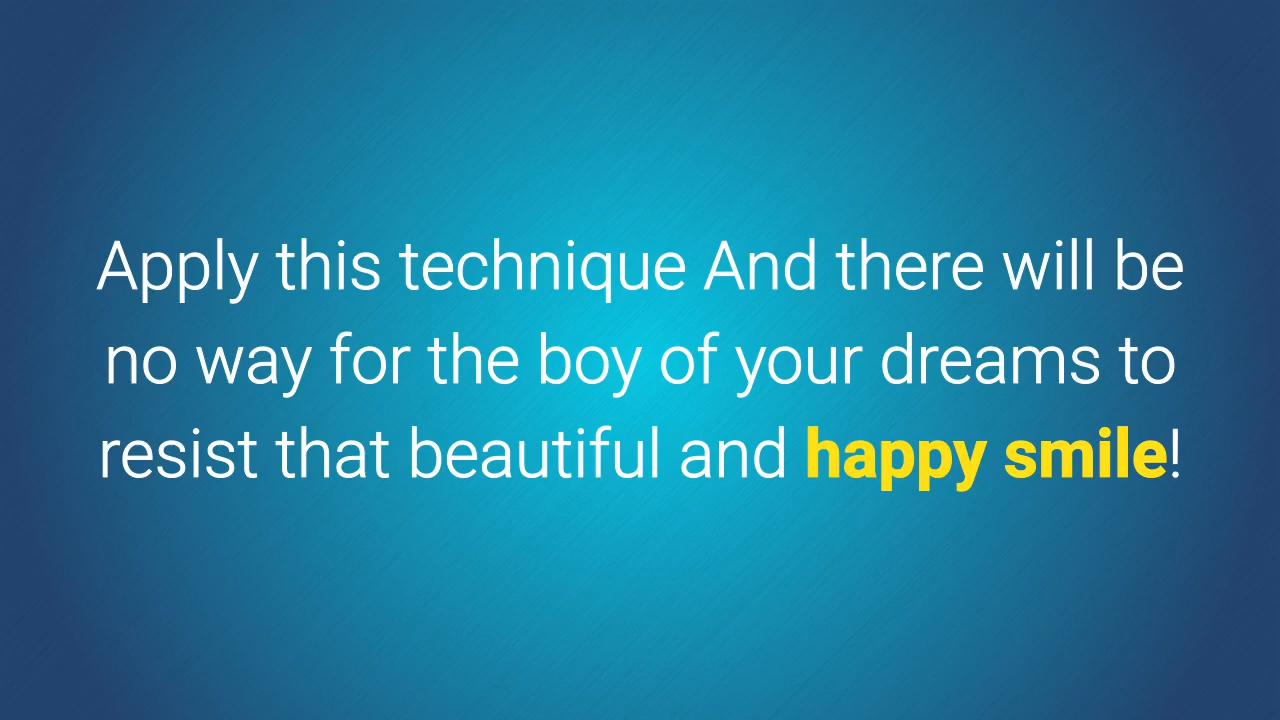 Apply this technique And there will be
no way for the boy of your dreams to
resist that beautiful and happy smile!